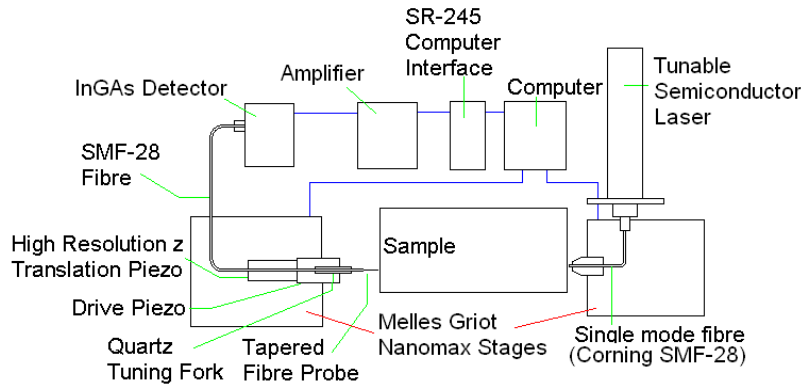 SR-245
Computer
Interface
Amplifier
InGAs Detector
Computer
Tunable
Semiconductor
Laser
SMF-28
Fibre
High Resolution z
Translation Piezo
Sample
Drive Piezo
Quartz
Tuning Fork
Tapered
Fibre Probe
Melles Griot
Nanomax Stages
Single mode fibre
(Corning SMF-28)